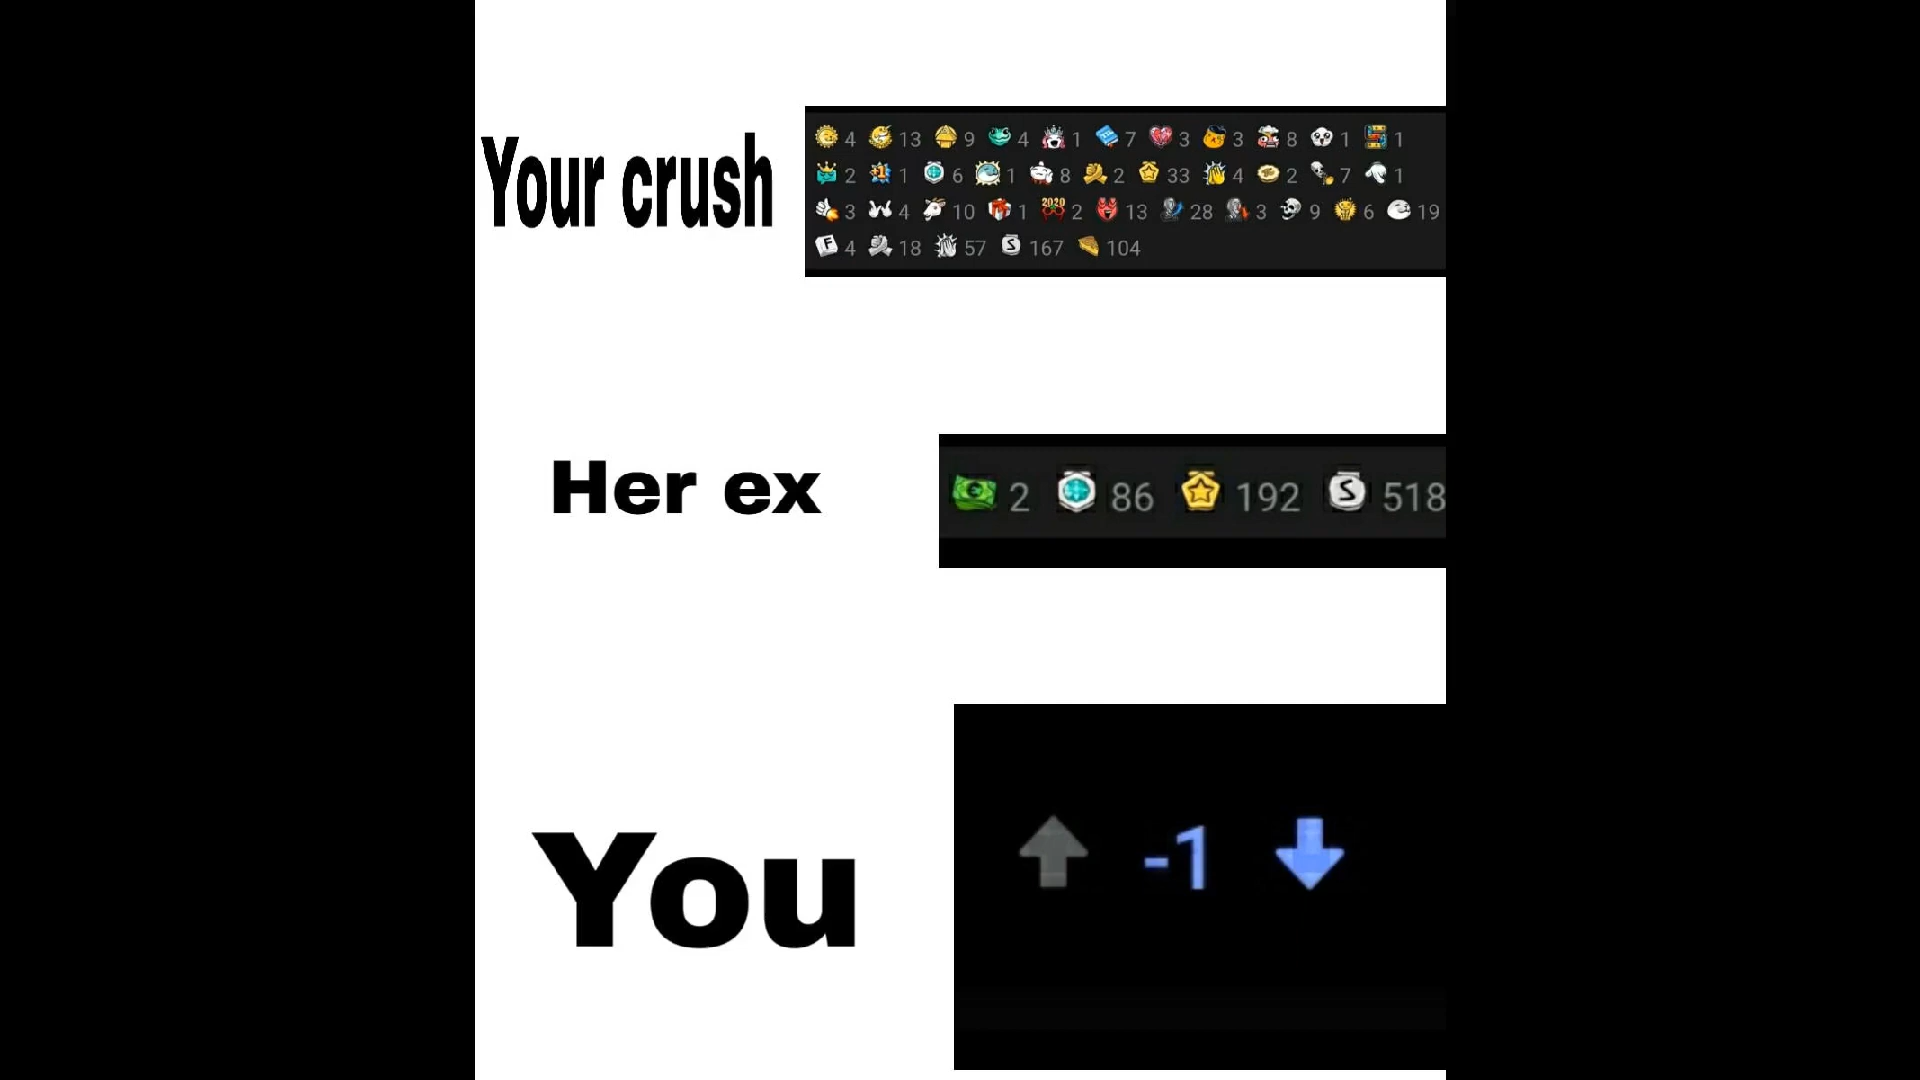 Your crush
4 13 9 4 1 7 3 3 8 1 1
2 1 6 1 8 2 33 4 2 7 1
3 4 10 1 2020 2 13 28 3 9 6 19
F 4 18 57 S 167 104
Her ex
2 86 192 S 518
You
-1